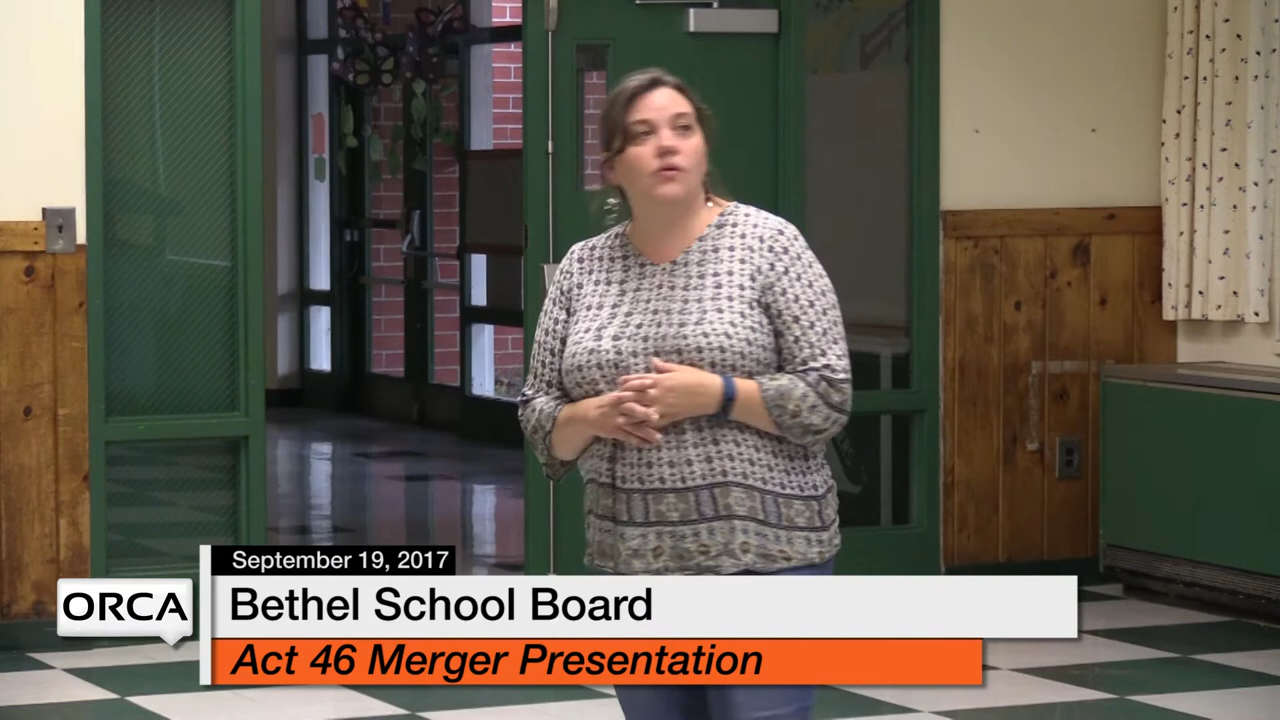 September 19, 2017
ORCA
Bethel School Board
Act 46 Merger Presentation